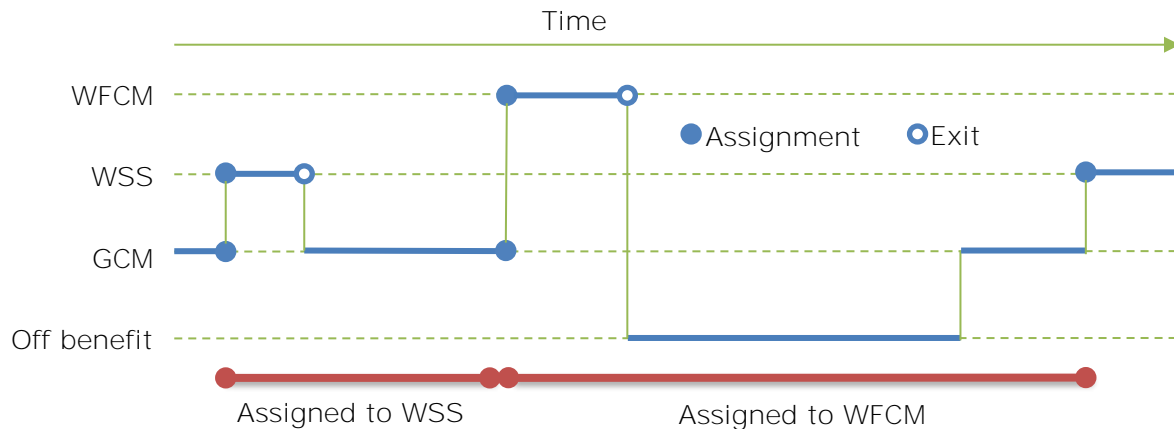 Time
WFCM
Assignment Exit
WSS
GCM
Off benefit
Assigned to WSS
Assigned to WFCM